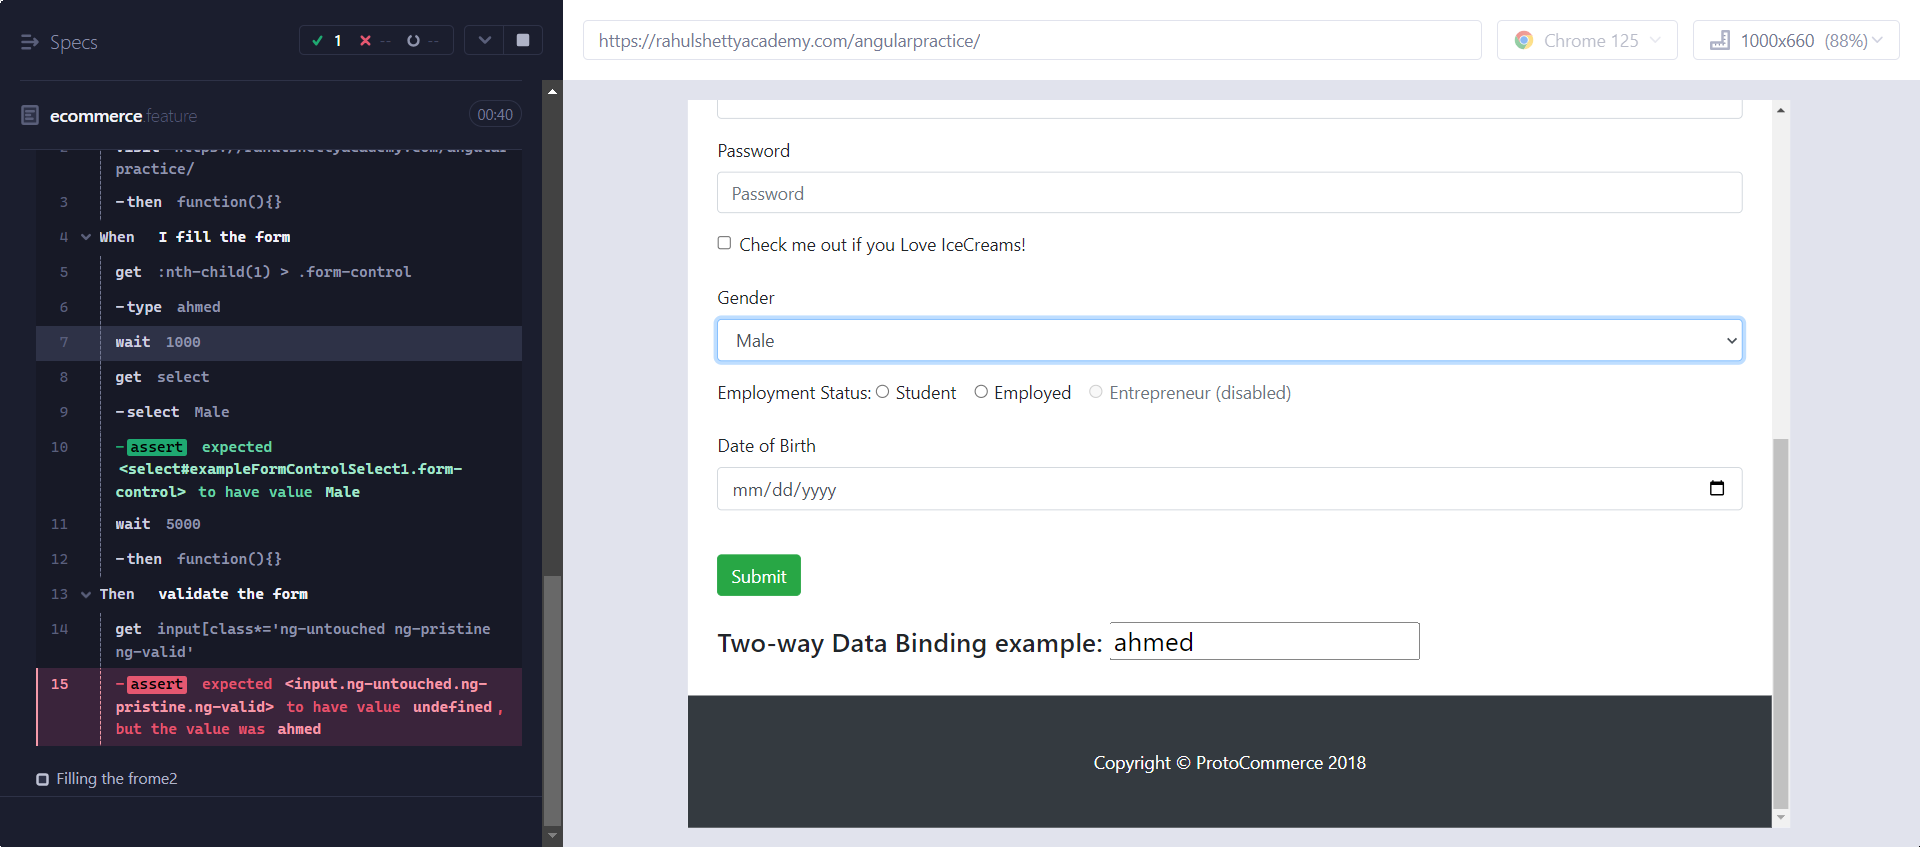 Specs
1
--
--
https://rahulshettyacademy.com/angularpractice/
Chrome 125
1000x660 (88%)
ecommerce.feature
00:40
2 visit https://rahulshettyacademy.com/angular
practice/
3 -then function(){}
4 When I fill the form
5 get :nth-child(1) > .form-control
6 -type ahmed
7 wait 1000
8 get select
9 -select Male
10 -assert expected
<select#exampleFormControlSelect1.form-
control> to have value Male
11 wait 5000
12 -then function(){}
13 Then validate the form
14 get input[class*='ng-untouched ng-pristine
ng-valid'
15 -assert expected <input.ng-untouched.ng-
pristine.ng-valid> to have value undefined,
but the value was ahmed
Filling the frome2
Password
Password
Check me out if you Love IceCreams!
Gender
Male
Employment Status: Student Employed Entrepreneur (disabled)
Date of Birth
mm/dd/yyyy
Submit
Two-way Data Binding example: ahmed
Copyright © ProtoCommerce 2018